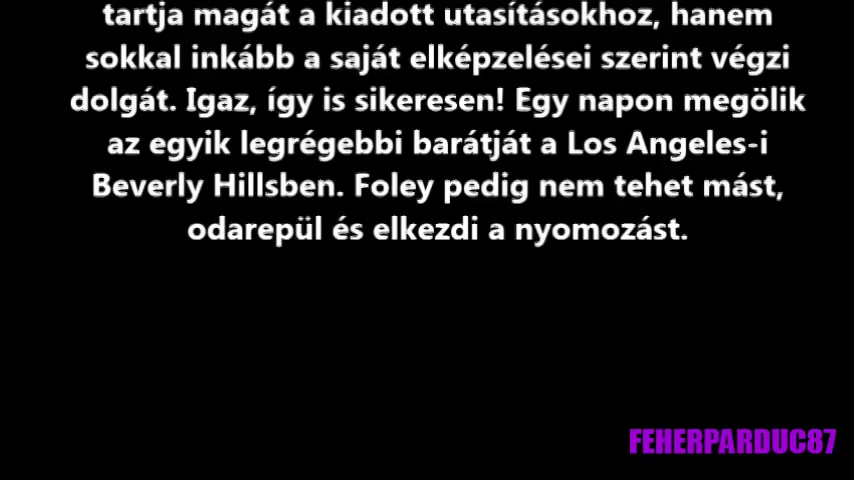 tartja magát a kiadott utasításokhoz, hanem
sokkal inkább a saját elképzelései szerint végzi
dolgát. Igaz, így is sikeresen! Egy napon megölik
az egyik legrégebbi barátját a Los Angeles-i
Beverly Hillsben. Foley pedig nem tehet mást,
odarepül és elkezdi a nyomozást.
FEHERPARDUC87